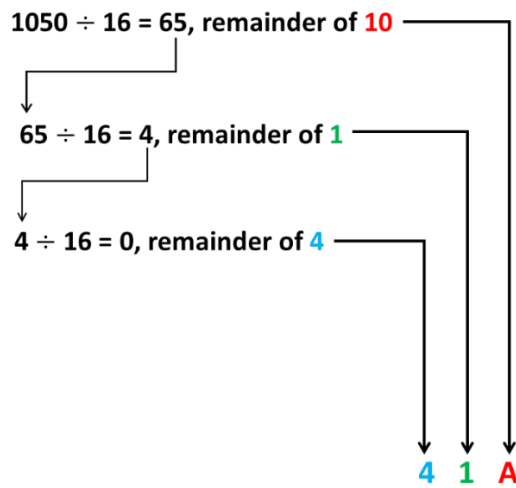 1050 ÷ 16 = 65, remainder of 10
65 ÷ 16 = 4, remainder of 1
4 ÷ 16 = 0, remainder of 4
4 1 A